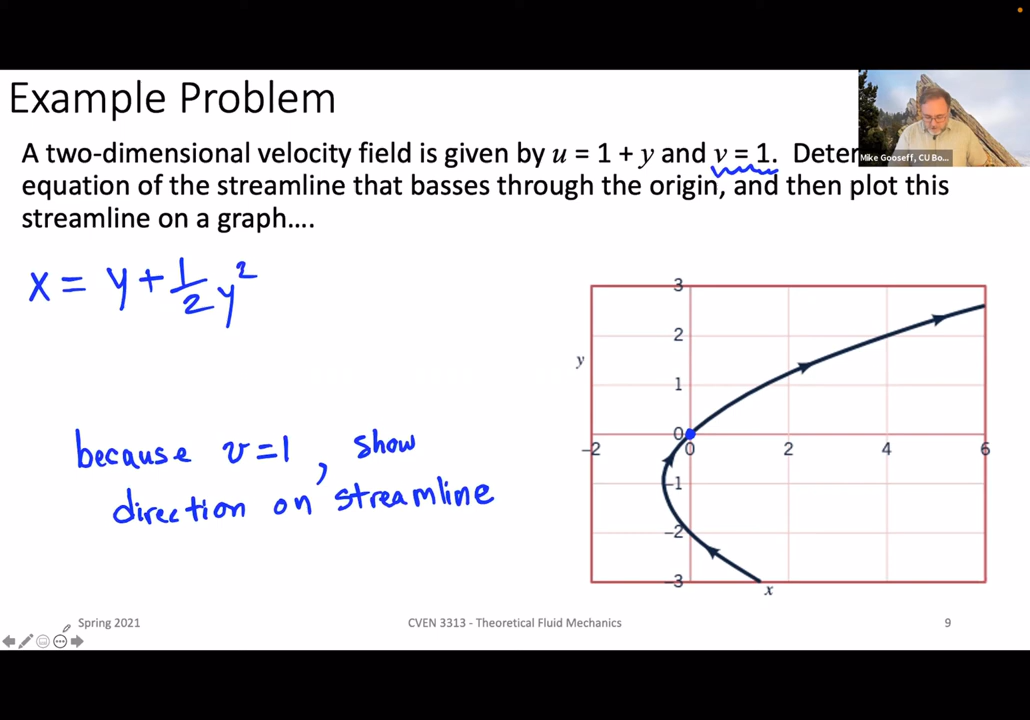 Example Problem
A two-dimensional velocity field is given by u = 1 + y and v = 1. Deter
Mike Gooseff, CU Bo...
equation of the streamline that basses through the origin, and then plot this
streamline on a graph....
x = y + 1/2 y²
because v = 1, show
direction on streamline
3
2
y
1
0
-2 0 2 4 6
-1
-2
-3
x
Spring 2021 CVEN 3313 - Theoretical Fluid Mechanics 9